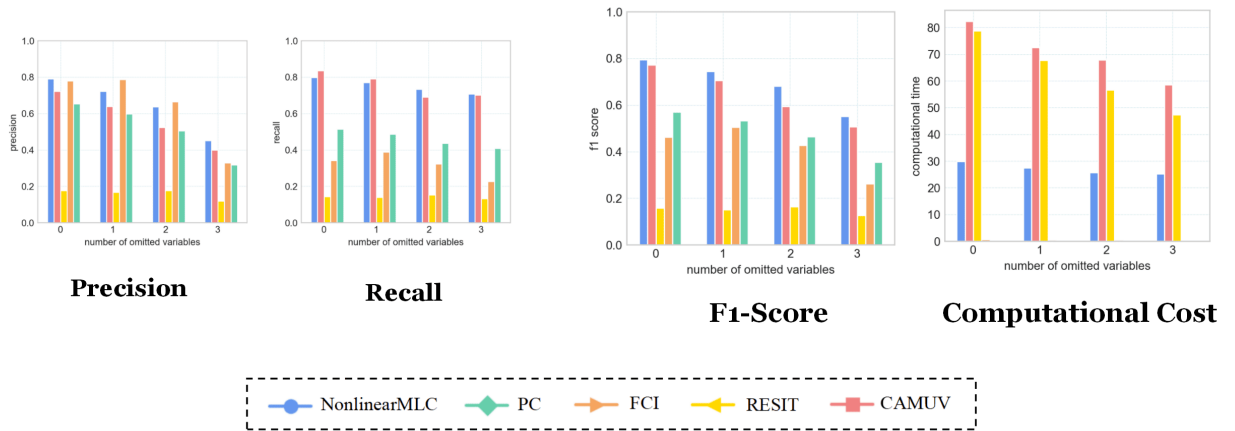 1.0
0.8
0.6
0.4
0.2
0.0
precision
0 1 2 3
number of omitted variables
Precision
1.0
0.8
0.6
0.4
0.2
0.0
recall
0 1 2 3
number of omitted variables
Recall
1.0
0.8
0.6
0.4
0.2
0.0
f1 score
0 1 2 3
number of omitted variables
F1-Score
80
70
60
50
40
30
20
10
0
computational time
0 1 2 3
number of omitted variables
Computational Cost
NonlinearMLC PC FCI RESIT CAMUV